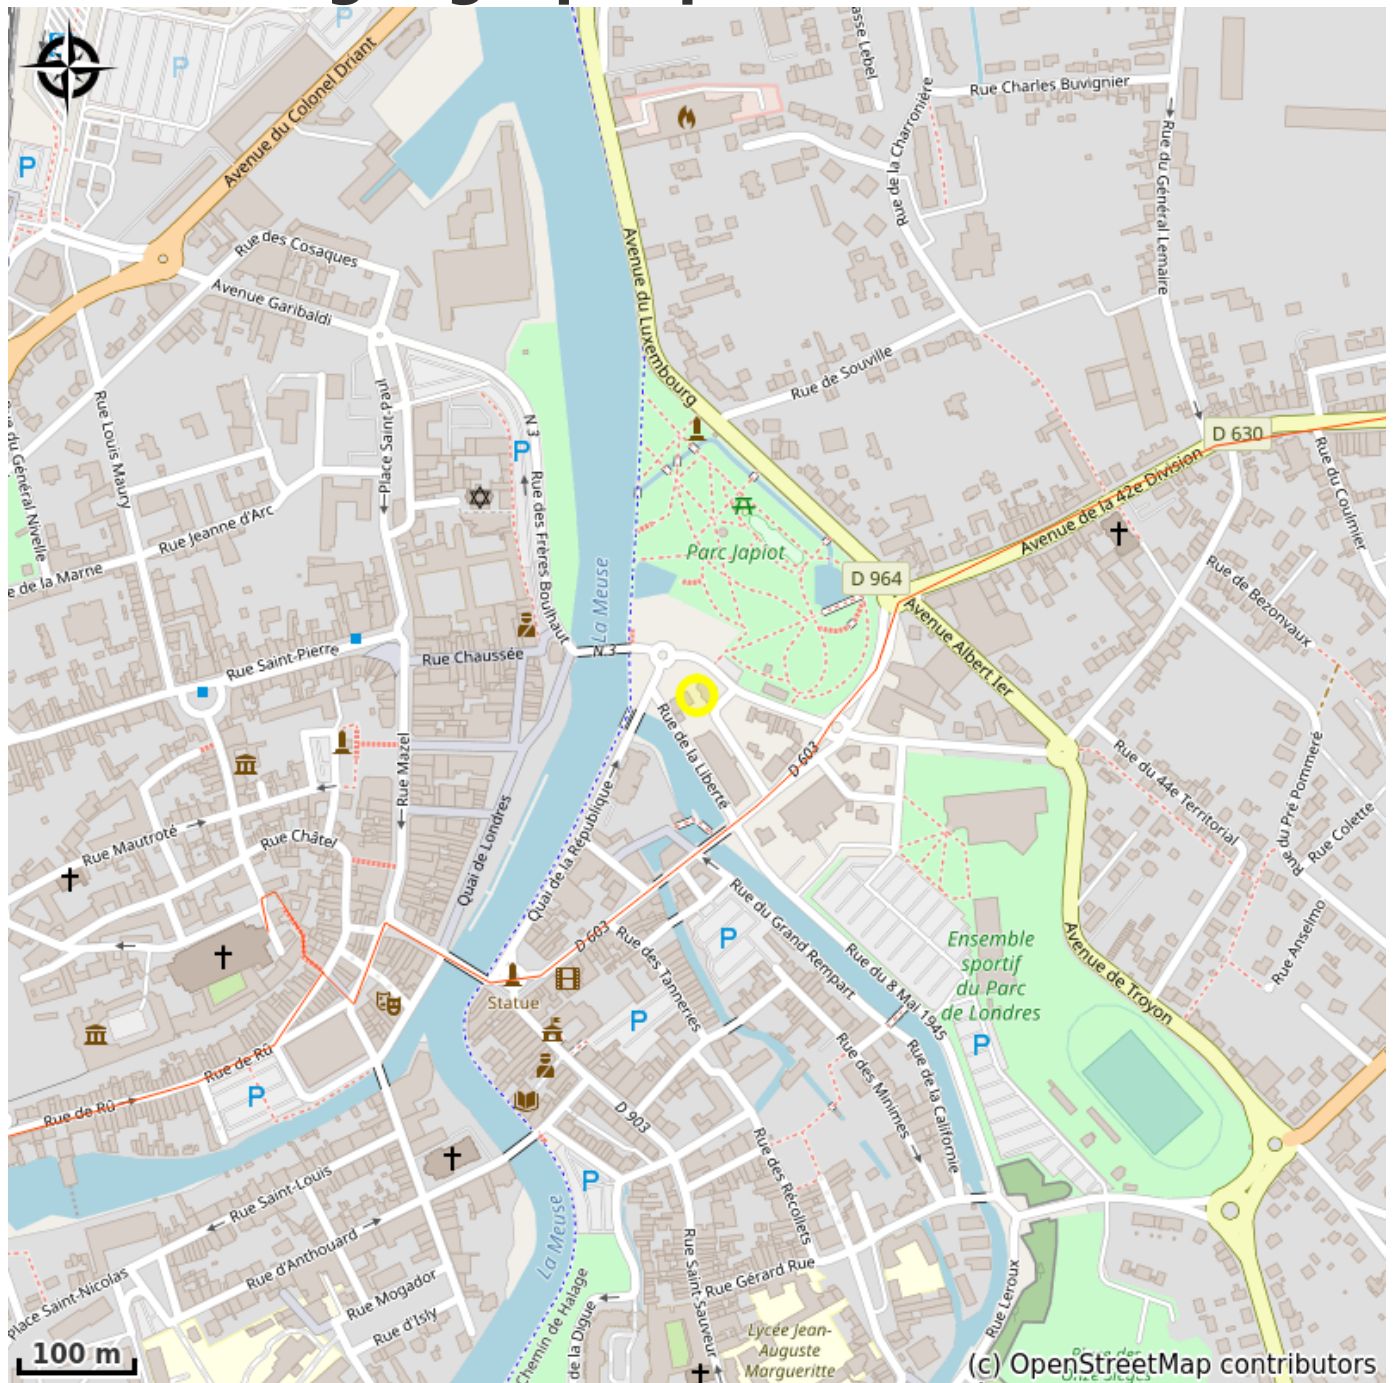 Avenue du Colonel Driant
P
P
P
P
Rue des Cosaques
Avenue Garibaldi
Rue Louis Maury
Place Saint-Paul
N 3
P
Rue des Frères Boulhaut
Rue Jeanne d'Arc
e de la Marne
Rue du Général Nivelle
Rue Saint-Pierre
Rue Chaussée
N 3
La Meuse
Avenue du Luxembourg
asse Lebel
Rue Charles Buvignier
Rue de la Charronière
Rue du Général Lemaire
Rue de Souville
D 630
Avenue de la 42e Division
Rue du Coulmier
Parc Japiot
D 964
Avenue Albert Ier
Rue de Bezonvaux
Rue de la Liberté
D 603
Rue du 44e Territorial
Rue du Pré Pommeré
Rue Colette
Rue Anselmo
Avenue de Troyon
Rue Mazel
Rue Mautroté
Rue Châtel
Quai de Londres
Quai de la République
D 603
Rue des Tanneries
Rue du Grand Rempart
P
Rue du 8 Mai 1945
Ensemble
sportif
du Parc
de Londres
P
Statue
P
Rue des Minimes
Rue de la Californie
Rue de Rû
Rue de Rû
P
D 903
P
Rue des Récollets
Rue Saint-Louis
Rue d'Anthouard
La Meuse
Place Saint-Nicolas
Rue Mogador
Rue d'Isly
Chemin de Halage
de la Digue
Rue Saint-Sauveur
Rue Gérard Rue
Lycée Jean-
Auguste
Margueritte
Rue Leroux
100 m
(c) OpenStreetMap contributors